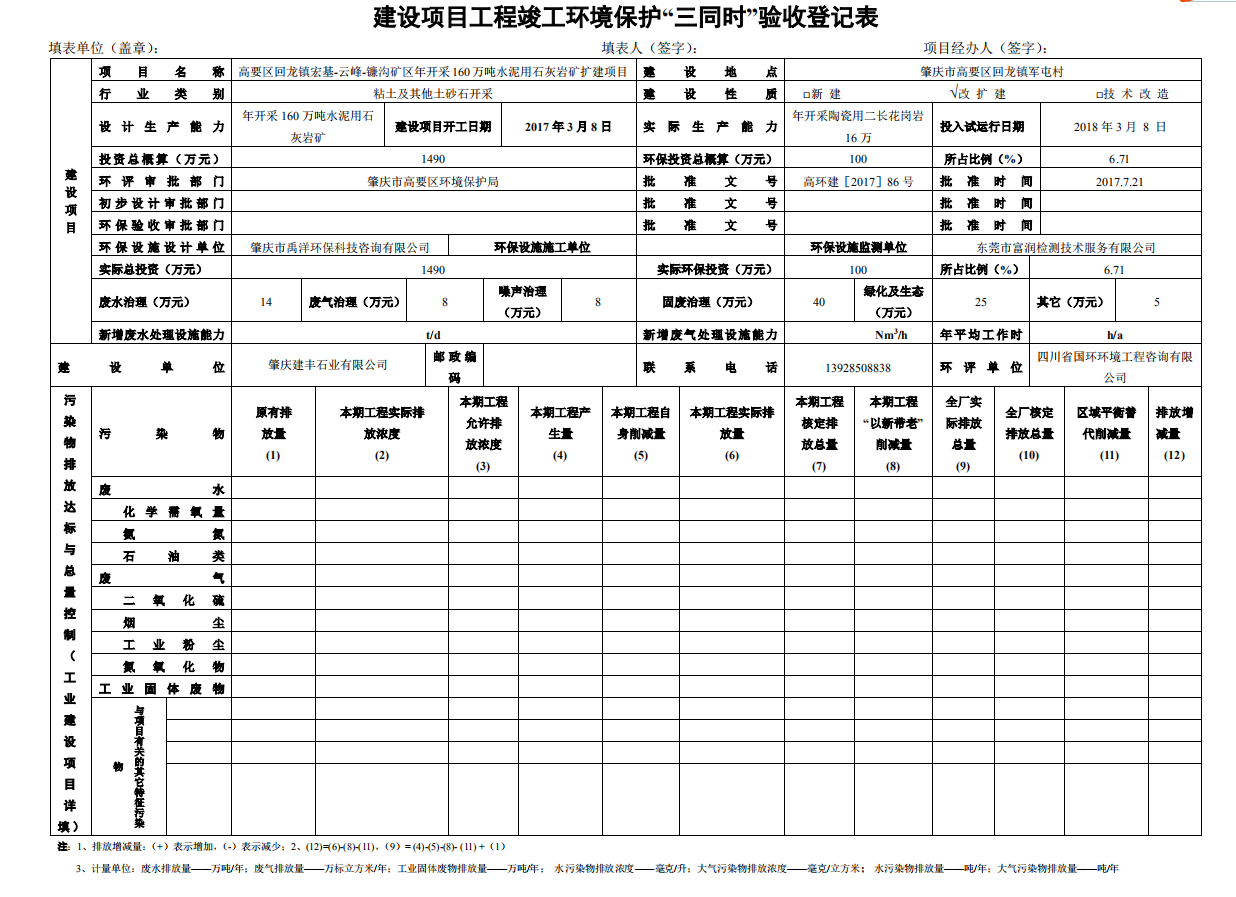 建设项目工程竣工环境保护“三同时”验收登记表
填表单位（盖章）： 填表人（签字）： 项目经办人（签字）：
建设项目
项目名称 高要区回龙镇宏基-云峰-镰沟矿区年开采160万吨水泥用石灰岩矿扩建项目 建设地点 肇庆市高要区回龙镇军屯村
行业类别 粘土及其他土砂石开采 建设性质 □新建 √改扩建 □技术改造
设计生产能力 年开采160万吨水泥用石灰岩矿 建设项目开工日期 2017年3月8日 实际生产能力 年开采陶瓷用二长花岗岩16万 投入试运行日期 2018年3月 8 日
投资总概算（万元） 1490 环保投资总概算（万元） 100 所占比例（%） 6.71
环评审批部门 肇庆市高要区环境保护局 批准文号 高环建［2017］86号 批准时间 2017.7.21
初步设计审批部门 批准文号 批准时间
环保验收审批部门 批准文号 批准时间
环保设施设计单位 肇庆市禹洋环保科技咨询有限公司 环保设施施工单位 环保设施监测单位 东莞市富润检测技术服务有限公司
实际总投资（万元） 1490 实际环保投资（万元） 100 所占比例（%） 6.71
废水治理（万元） 14 废气治理（万元） 8 噪声治理（万元） 8 固废治理（万元） 40 绿化及生态（万元） 25 其它（万元） 5
新增废水处理设施能力 t/d 新增废气处理设施能力 Nm³/h 年平均工作时 h/a
建设单位 肇庆建丰石业有限公司 邮政编码 联系电话 13928508838 环评单位 四川省国环环境工程咨询有限公司
污染物排放达标与总量控制（工业建设项目详填）
污染物 原有排放量(1) 本期工程实际排放浓度(2) 本期工程允许排放浓度(3) 本期工程产生量(4) 本期工程自身削减量(5) 本期工程实际排放量(6) 本期工程核定排放总量(7) 本期工程“以新带老”削减量(8) 全厂实际排放总量(9) 全厂核定排放总量(10) 区域平衡替代削减量(11) 排放增减量(12)
废水
化学需氧量
氨氮
石油类
废气
二氧化硫
烟尘
工业粉尘
氮氧化物
工业固体废物
与项目有关的其它特征污染物
注：1、排放增减量：（+）表示增加，（-）表示减少；2、(12)=(6)-(8)-(11)，（9）= (4)-(5)-(8)- (11) +（1）
3、计量单位：废水排放量——万吨/年；废气排放量——万标立方米/年；工业固体废物排放量——万吨/年； 水污染物排放浓度——毫克/升；大气污染物排放浓度——毫克/立方米； 水污染物排放量——吨/年；大气污染物排放量——吨/年